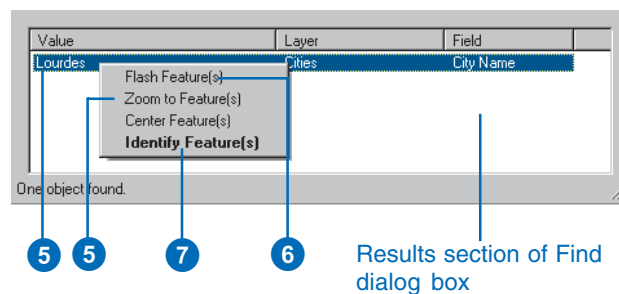 Value Layer Field
Lourdes Cities City Name
Flash Feature(s)
Zoom to Feature(s)
Center Feature(s)
Identify Feature(s)
One object found.
5 5 7 6
Results section of Find
dialog box